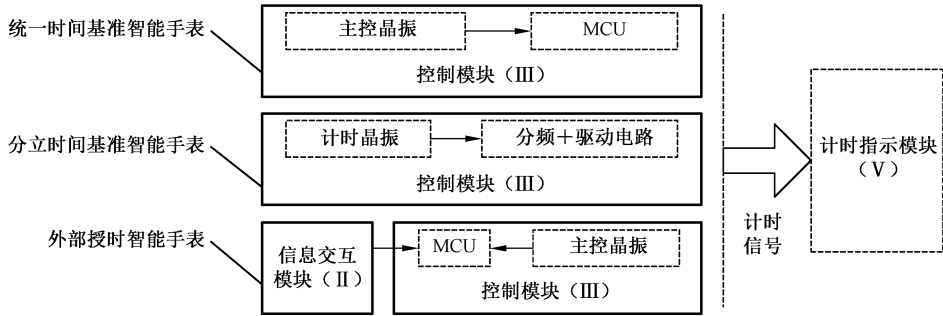 统一时间基准智能手表
主控晶振
MCU
控制模块（Ⅲ）
分立时间基准智能手表
计时晶振
分频＋驱动电路
控制模块（Ⅲ）
外部授时智能手表
信息交互
模块（Ⅱ）
MCU
主控晶振
控制模块（Ⅲ）
计时
信号
计时指示模块
（Ⅴ）